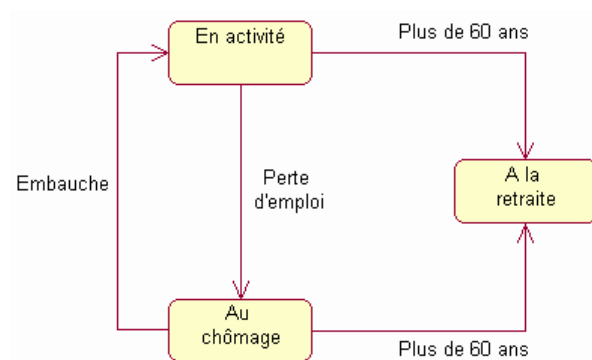 En activité
Plus de 60 ans
Embauche
Perte
d'emploi
A la
retraite
Au
chômage
Plus de 60 ans